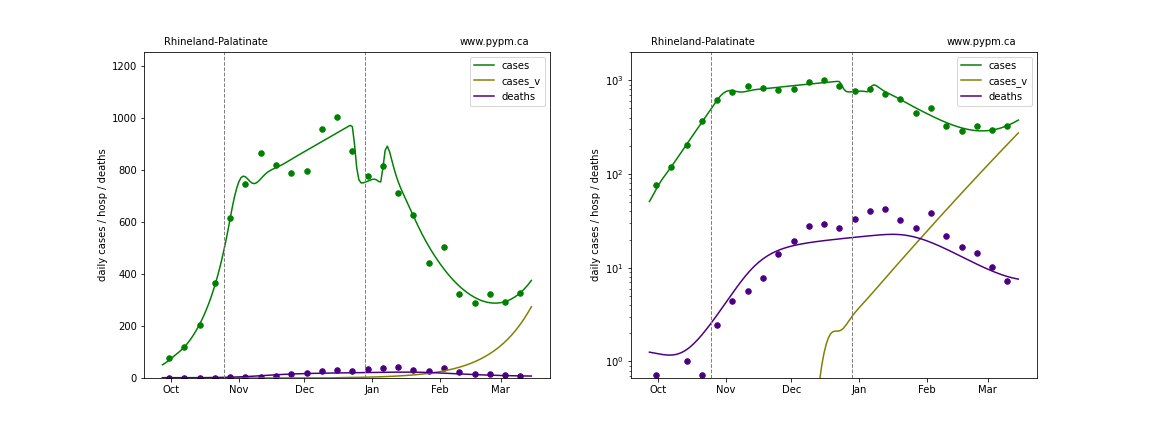 Rhineland-Palatinate www.pypm.ca
daily cases / hosp / deaths
1200
1000
800
600
400
200
0
cases
cases_v
deaths
Oct Nov Dec Jan Feb Mar
Rhineland-Palatinate www.pypm.ca
daily cases / hosp / deaths
10³
10²
10¹
10⁰
cases
cases_v
deaths
Oct Nov Dec Jan Feb Mar